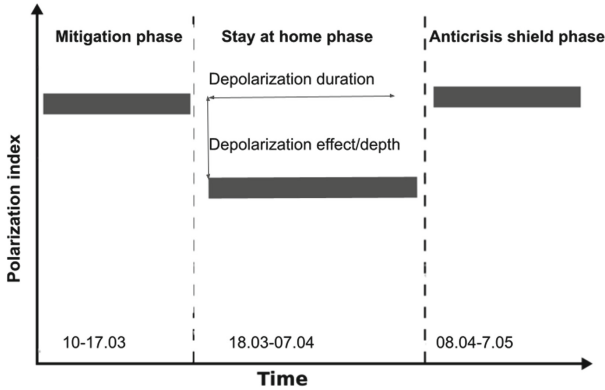 Mitigation phase
Stay at home phase
Anticrisis shield phase
Depolarization duration
Depolarization effect/depth
Polarization index
10-17.03
18.03-07.04
08.04-7.05
Time